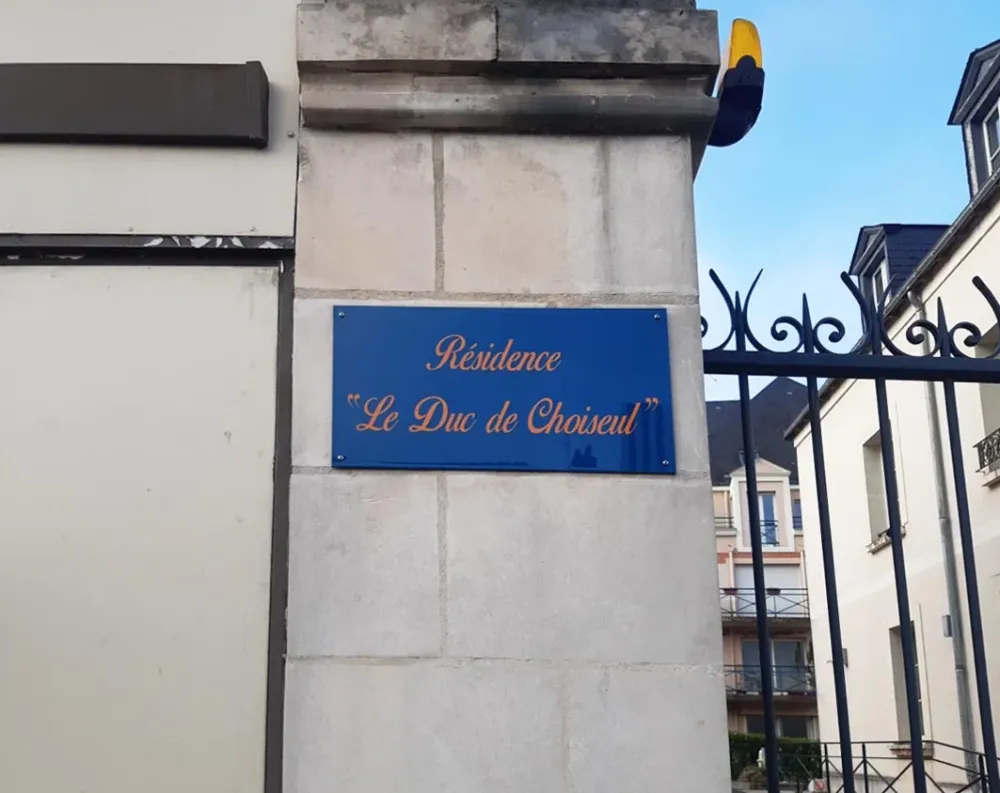 Résidence
"Le Duc de Choiseul"